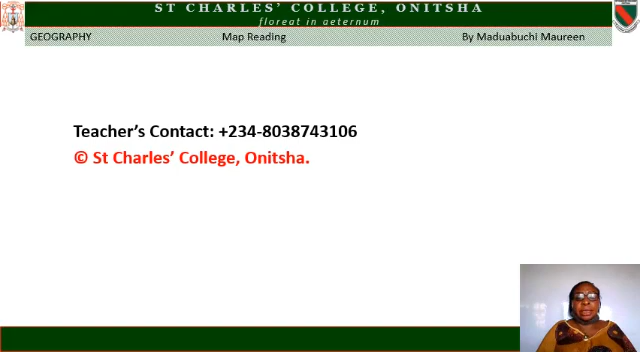 ST CHARLES' COLLEGE, ONITSHA
floreat in aeternum
GEOGRAPHY Map Reading By Maduabuchi Maureen
Teacher's Contact: +234-8038743106
© St Charles' College, Onitsha.